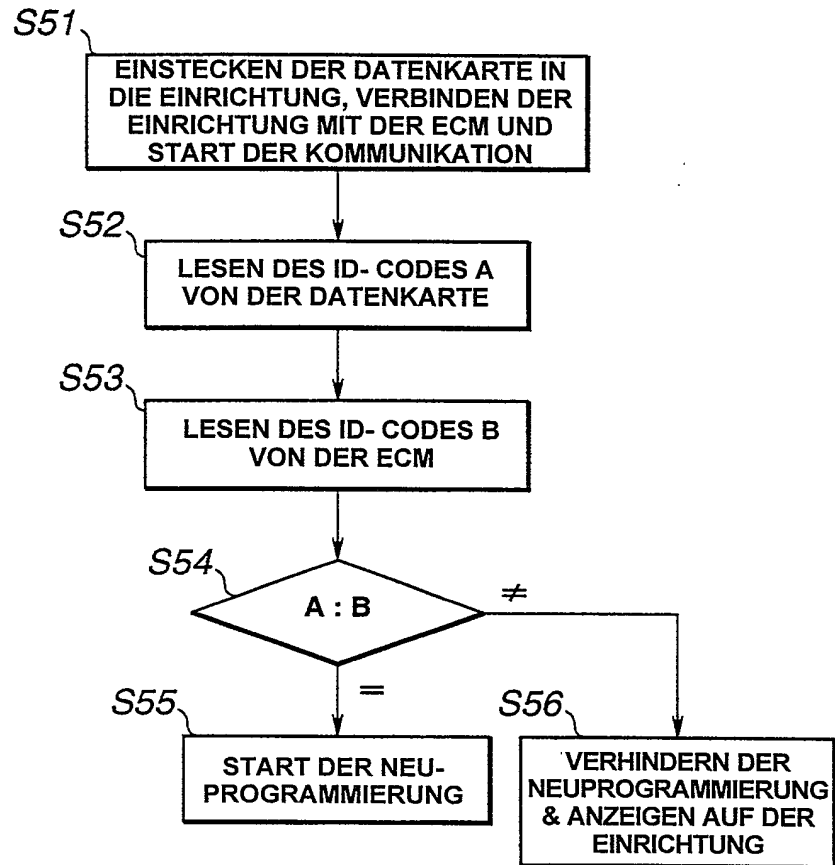 S51
EINSTECKEN DER DATENKARTE IN
DIE EINRICHTUNG, VERBINDEN DER
EINRICHTUNG MIT DER ECM UND
START DER KOMMUNIKATION
S52
LESEN DES ID- CODES A
VON DER DATENKARTE
S53
LESEN DES ID- CODES B
VON DER ECM
S54
A : B
≠
=
S55
START DER NEU-
PROGRAMMIERUNG
S56
VERHINDERN DER
NEUPROGRAMMIERUNG
& ANZEIGEN AUF DER
EINRICHTUNG